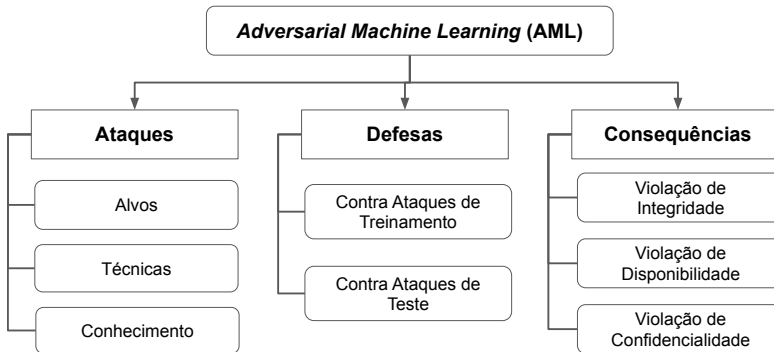 Adversarial Machine Learning (AML)
Ataques
Alvos
Técnicas
Conhecimento
Defesas
Contra Ataques de
Treinamento
Contra Ataques de
Teste
Consequências
Violação de
Integridade
Violação de
Disponibilidade
Violação de
Confidencialidade